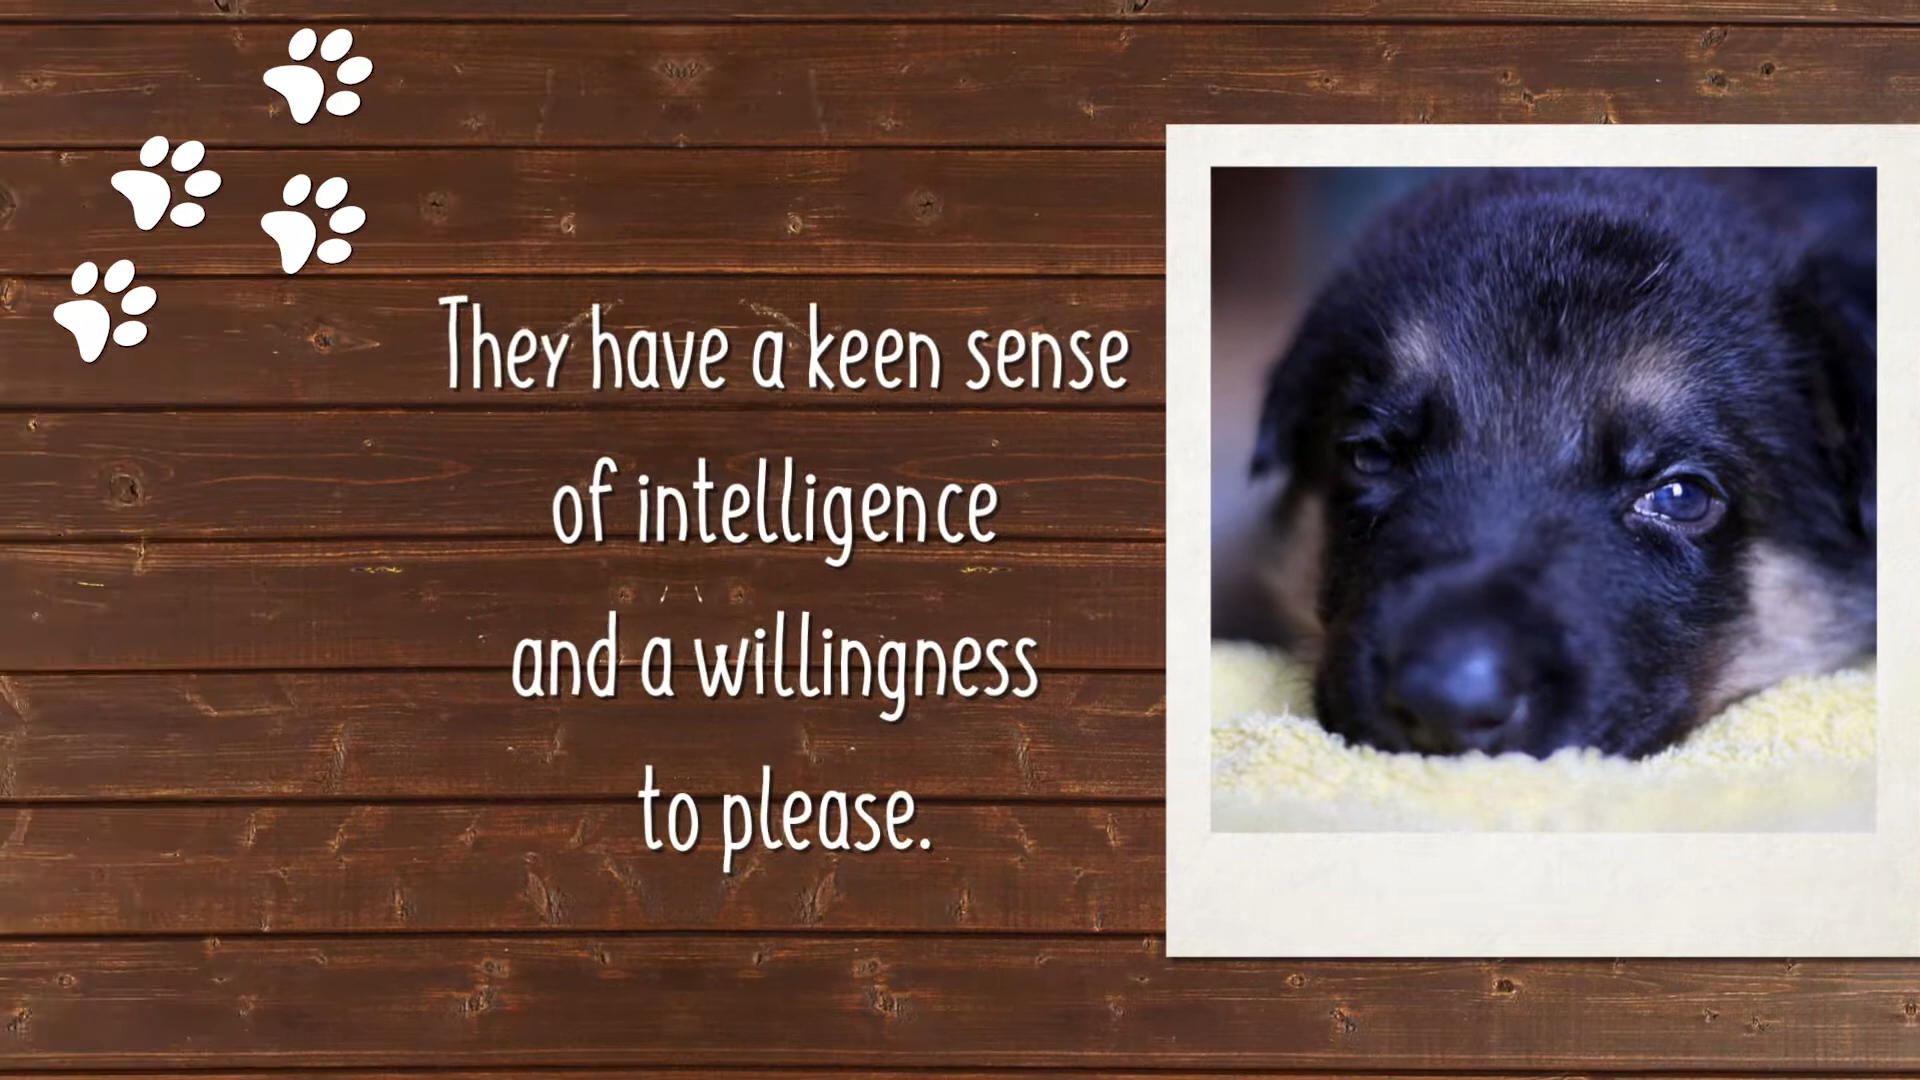 They have a keen sense
of intelligence
and a willingness
to please.